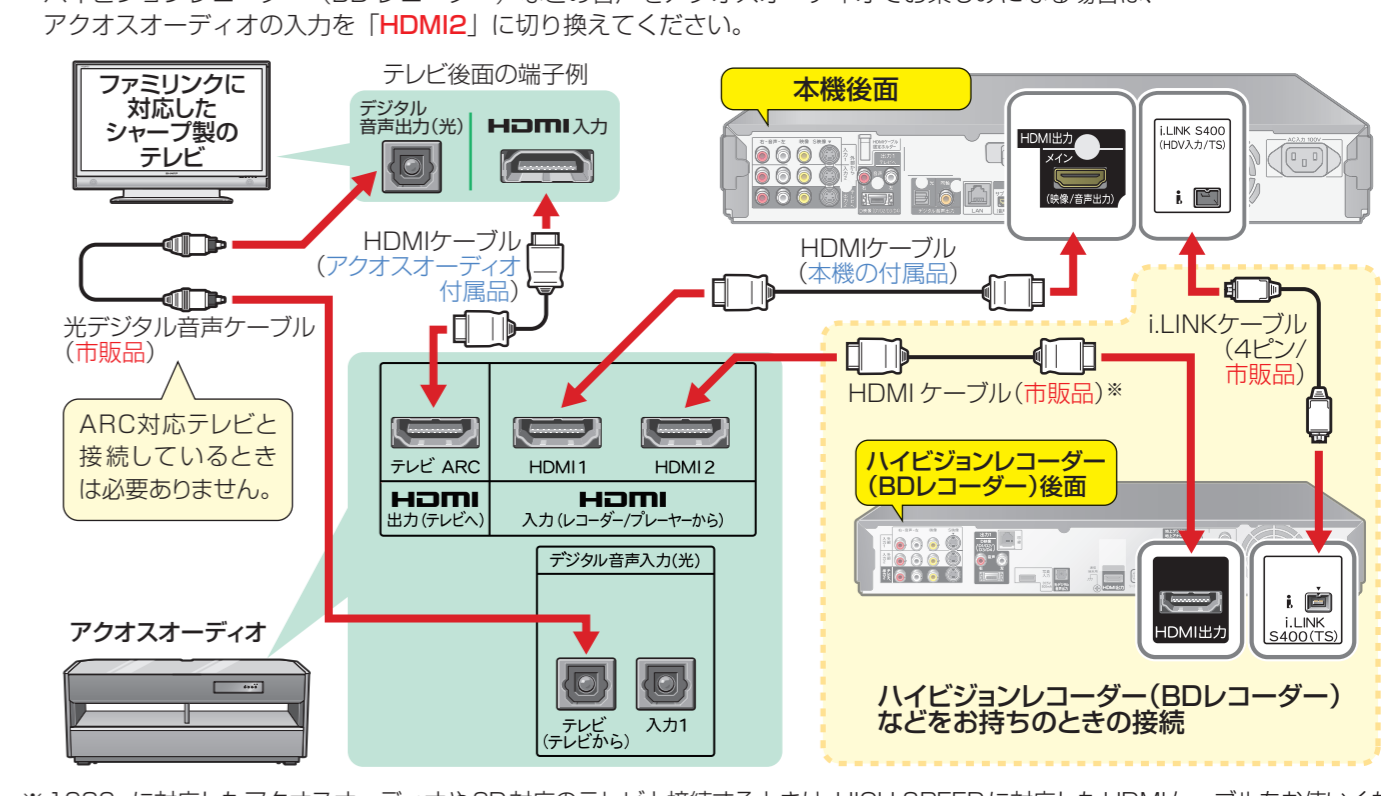 アクオスオーディオの入力を「HDMI2」に切り換えてください。
ファミリンクに
対応した
シャープ製の
テレビ
テレビ後面の端子例
デジタル
音声出力(光)
HDMI入力
本機後面
HDMI出力
メイン
(映像/音声出力)
i.LINK S400
(HDV入力/TS)
AC入力 100V
LAN
デジタル音声出力
HDMIケーブル
(アクオスオーディオ
付属品)
HDMIケーブル
(本機の付属品)
光デジタル音声ケーブル
(市販品)
i.LINKケーブル
(4ピン/
市販品)
HDMI ケーブル(市販品)※
ARC対応テレビと
接続しているとき
は必要ありません。
テレビ ARC
HDMI1
HDMI2
HDMI
出力(テレビへ)
HDMI
入力(レコーダー/プレーヤーから)
ハイビジョンレコーダー
(BDレコーダー)後面
デジタル音声入力(光)
テレビ
(テレビから)
入力1
HDMI出力
i.LINK
S400(TS)
アクオスオーディオ
ハイビジョンレコーダー(BDレコーダー)
などをお持ちのときの接続